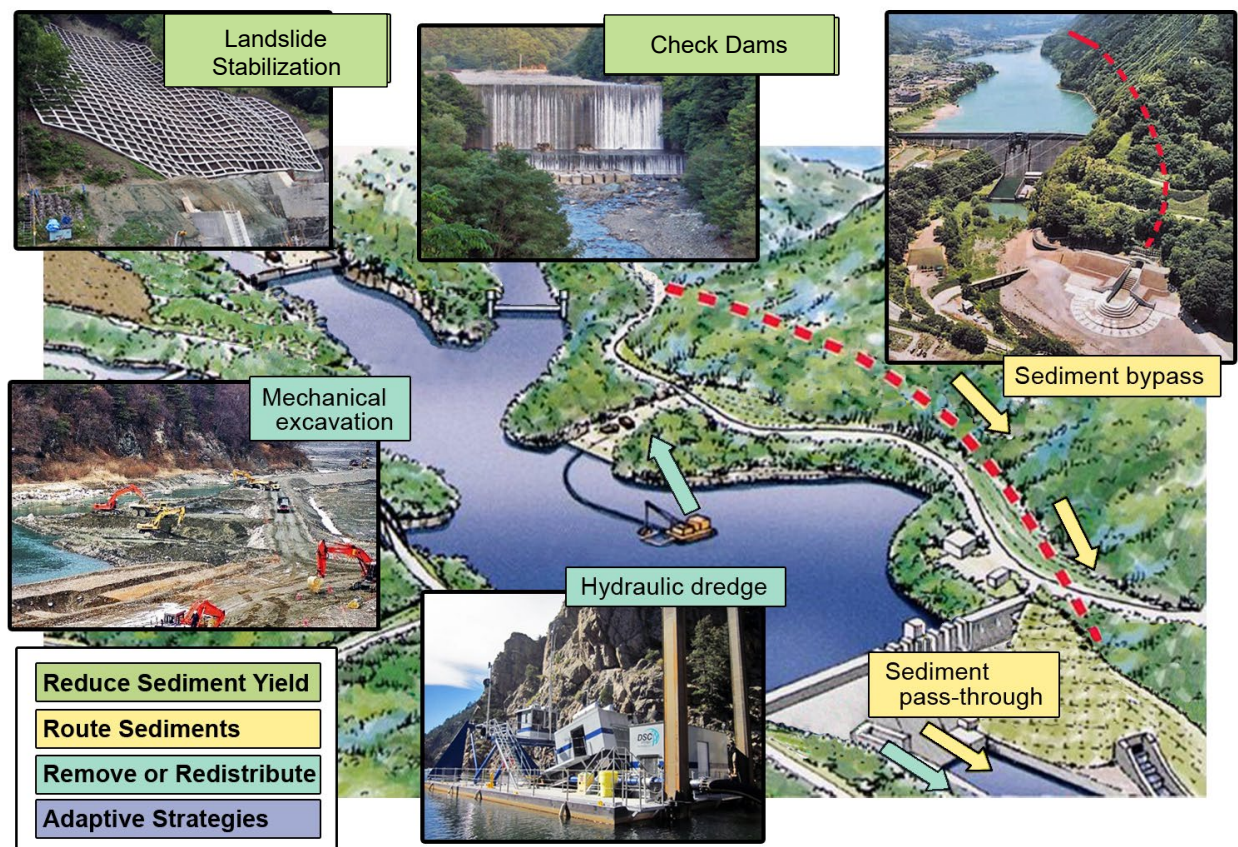 Landslide
Stabilization
Check Dams
Sediment bypass
Mechanical
excavation
Hydraulic dredge
DSC
Sediment
pass-through
Reduce Sediment Yield
Route Sediments
Remove or Redistribute
Adaptive Strategies